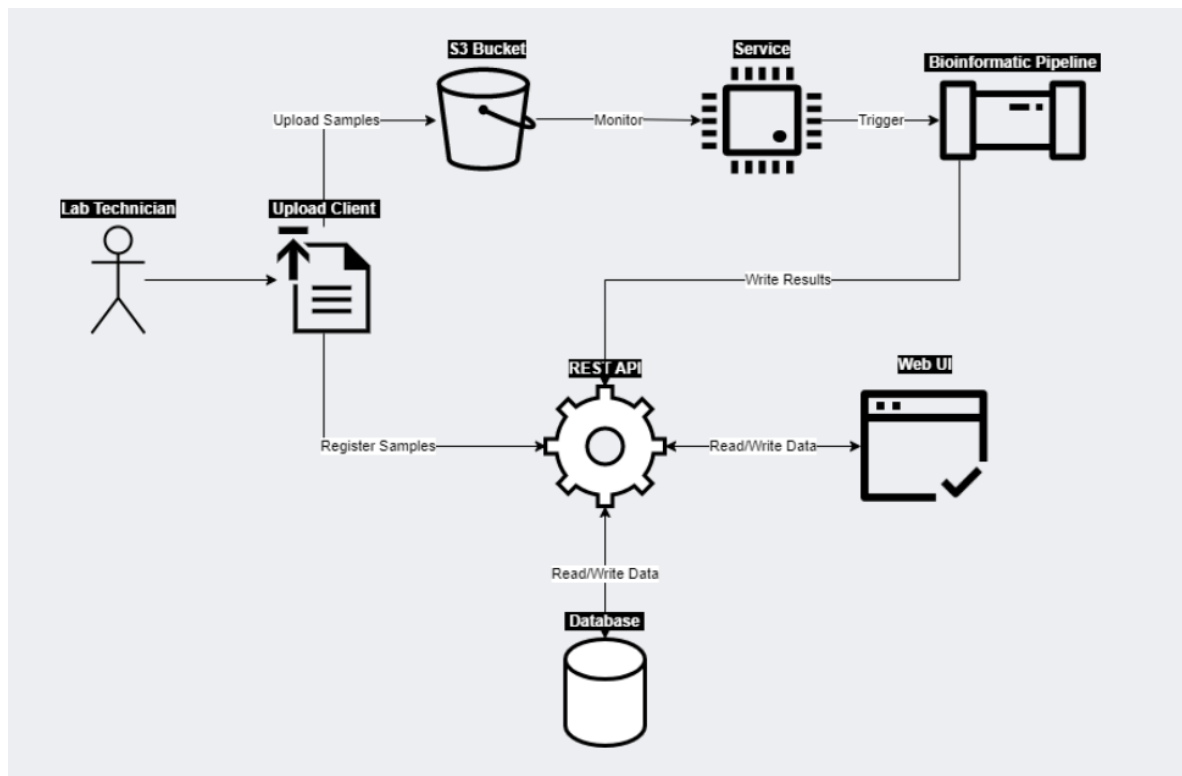 S3 Bucket
Service
Bioinformatic Pipeline
Upload Samples
Monitor
Trigger
Lab Technician
Upload Client
Write Results
REST API
Web UI
Register Samples
Read/Write Data
Read/Write Data
Database